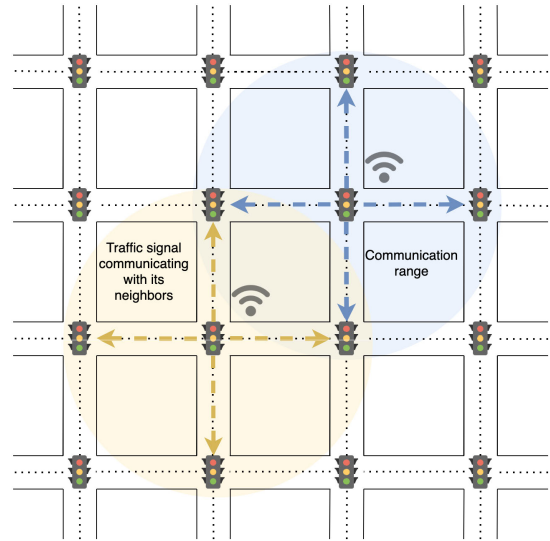 Traffic signal
communicating
with its
neighbors
Communication
range